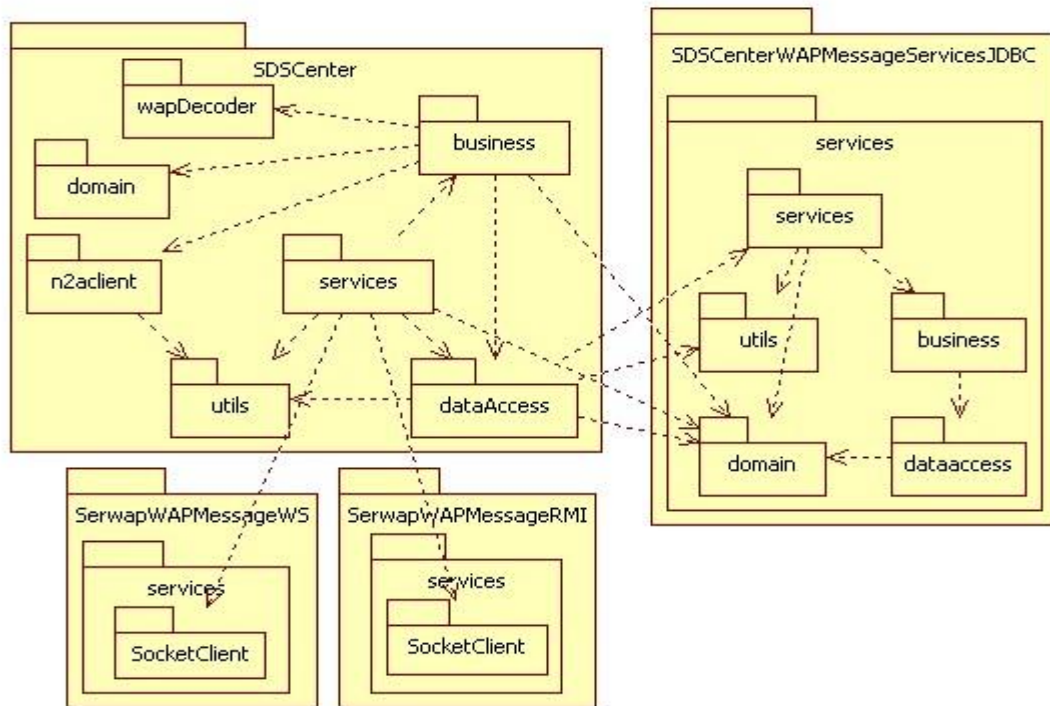 SDSCenter
wapDecoder
business
domain
n2aclient
services
utils
dataAccess
SDSCenterWAPMessageServicesJDBC
services
services
utils
business
domain
dataaccess
SerwapWAPMessageWS
services
SocketClient
SerwapWAPMessageRMI
services
SocketClient